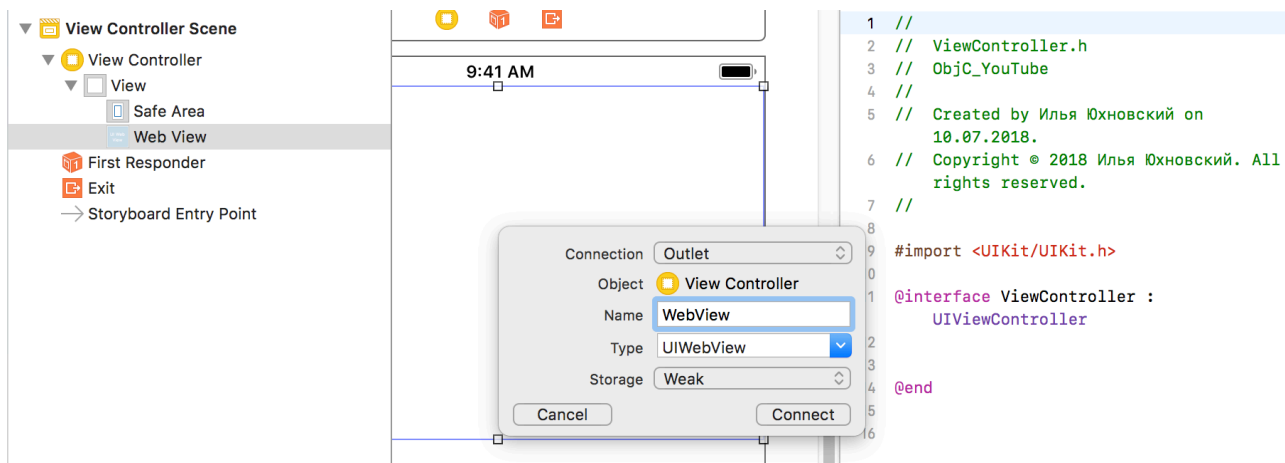 View Controller Scene
View Controller
View
Safe Area
Web View
First Responder
Exit
Storyboard Entry Point
9:41 AM
Connection Outlet
Object View Controller
Name WebView
Type UIWebView
Storage Weak
Cancel Connect
1 //
2 // ViewController.h
3 // ObjC_YouTube
4 //
5 // Created by Илья Юхновский on
10.07.2018.
6 // Copyright © 2018 Илья Юхновский. All
rights reserved.
7 //
8
9 #import <UIKit/UIKit.h>
0
1 @interface ViewController :
UIViewController
2
3
4 @end
5
16